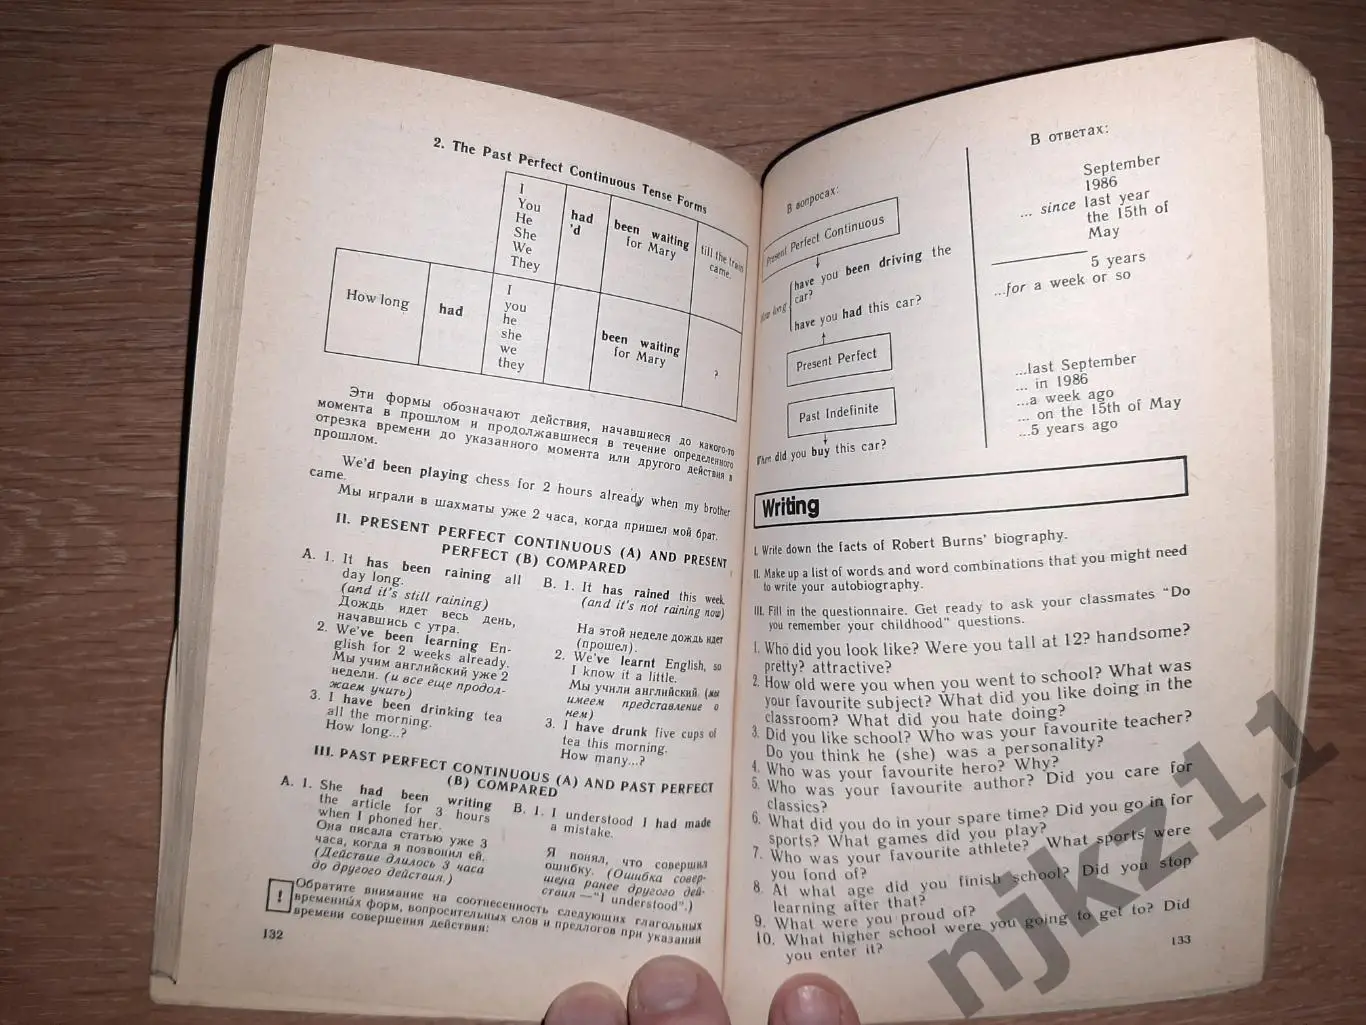 2. The Past Perfect Continuous Tense Forms
I
You
He
She
We
They
had
'd
been waiting
for Mary
till the train
came.
How long
had
I
you
he
she
we
they
been waiting
for Mary
?
Эти формы обозначают действия, начавшиеся до какого-то
момента в прошлом и продолжавшиеся в течение определенного
отрезка времени до указанного момента или другого действия в
прошлом.
We'd been playing chess for 2 hours already when my brother
came.
Мы играли в шахматы уже 2 часа, когда пришел мой брат.
II. PRESENT PERFECT CONTINUOUS (A) AND PRESENT
PERFECT (B) COMPARED
A. 1. It has been raining all
day long.
(and it's still raining)
Дождь идет весь день,
начавшись с утра.
2. We've been learning En-
glish for 2 weeks already.
Мы учим английский уже 2
недели. (и все еще продол-
жаем учить)
3. I have been drinking tea
all the morning.
How long...?
B. 1. It has rained this week.
(and it's not raining now)
На этой неделе дождь идет
(прошел).
2. We've learnt English, so
I know it a little.
Мы учили английский (мы
имеем представление о
нем)
3. I have drunk five cups of
tea this morning.
How many...?
III. PAST PERFECT CONTINUOUS (A) AND PAST PERFECT
(B) COMPARED
A. 1. She had been writing
the article for 3 hours
when I phoned her.
Она писала статью уже 3
часа, когда я позвонил ей.
(Действие длилось 3 часа
до другого действия.)
B. 1. I understood I had made
a mistake.
Я понял, что совершил
ошибку. (Ошибка совер-
шена ранее другого дей-
ствия —"I understood".)
! Обратите внимание на соотнесенность следующих глагольных
временных форм, вопросительных слов и предлогов при указании
времени совершения действия:
132
В вопросах:
Present Perfect Continuous
How long
have you been driving the
car?
have you had this car?
Present Perfect
Past Indefinite
When did you buy this car?
В ответах:
September
1986
... since last year
the 15th of
May
5 years
...for a week or so
...last September
... in 1986
...a week ago
... on the 15th of May
...5 years ago
Writing
I. Write down the facts of Robert Burns' biography.
II. Make up a list of words and word combinations that you might need
to write your autobiography.
III. Fill in the questionnaire. Get ready to ask your classmates "Do
you remember your childhood" questions.
1. Who did you look like? Were you tall at 12? handsome?
pretty? attractive?
2. How old were you when you went to school? What was
your favourite subject? What did you like doing in the
classroom? What did you hate doing?
3. Did you like school? Who was your favourite teacher?
Do you think he (she) was a personality?
4. Who was your favourite hero? Why?
5. Who was your favourite author? Did you care for
classics?
6. What did you do in your spare time? Did you go in for
sports? What games did you play?
7. Who was your favourite athlete? What sports were
you fond of?
8. At what age did you finish school? Did you stop
learning after that?
9. What were you proud of?
10. What higher school were you going to get to? Did
you enter it?
133
njkz11